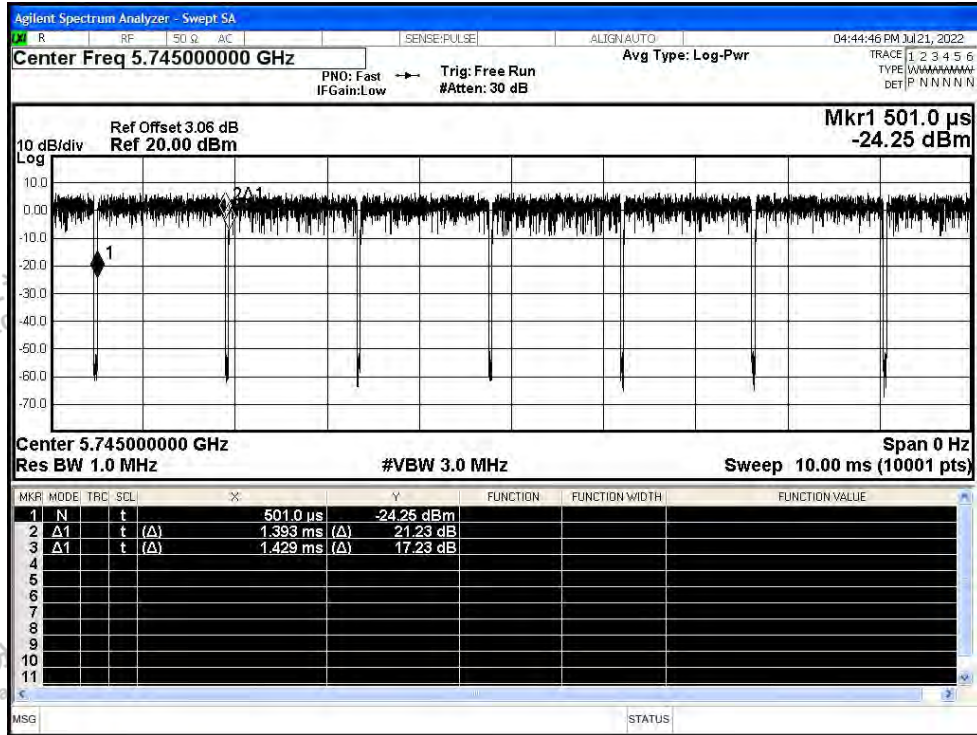 Agilent Spectrum Analyzer - Swept SA
LXI R RF 50 Ω AC SENSE:PULSE ALIGN AUTO 04:44:46 PM Jul 21, 2022
Center Freq 5.745000000 GHz
Avg Type: Log-Pwr
TRACE 1 2 3 4 5 6
PNO: Fast Trig: Free Run
TYPE WWWWWW
IFGain:Low #Atten: 30 dB
DET P N N N N N
Mkr1 501.0 µs
Ref Offset 3.06 dB
10 dB/div Ref 20.00 dBm -24.25 dBm
Log
10.0
2Δ1
0.00
-10.0
1
-20.0
-30.0
-40.0
-50.0
-60.0
-70.0
Center 5.745000000 GHz Span 0 Hz
Res BW 1.0 MHz #VBW 3.0 MHz Sweep 10.00 ms (10001 pts)
MKR MODE TRC SCL X Y FUNCTION FUNCTION WIDTH FUNCTION VALUE
1 N t 501.0 µs -24.25 dBm
2 Δ1 t (Δ) 1.393 ms (Δ) 21.23 dB
3 Δ1 t (Δ) 1.429 ms (Δ) 17.23 dB
4
5
6
7
8
9
10
11
MSG STATUS